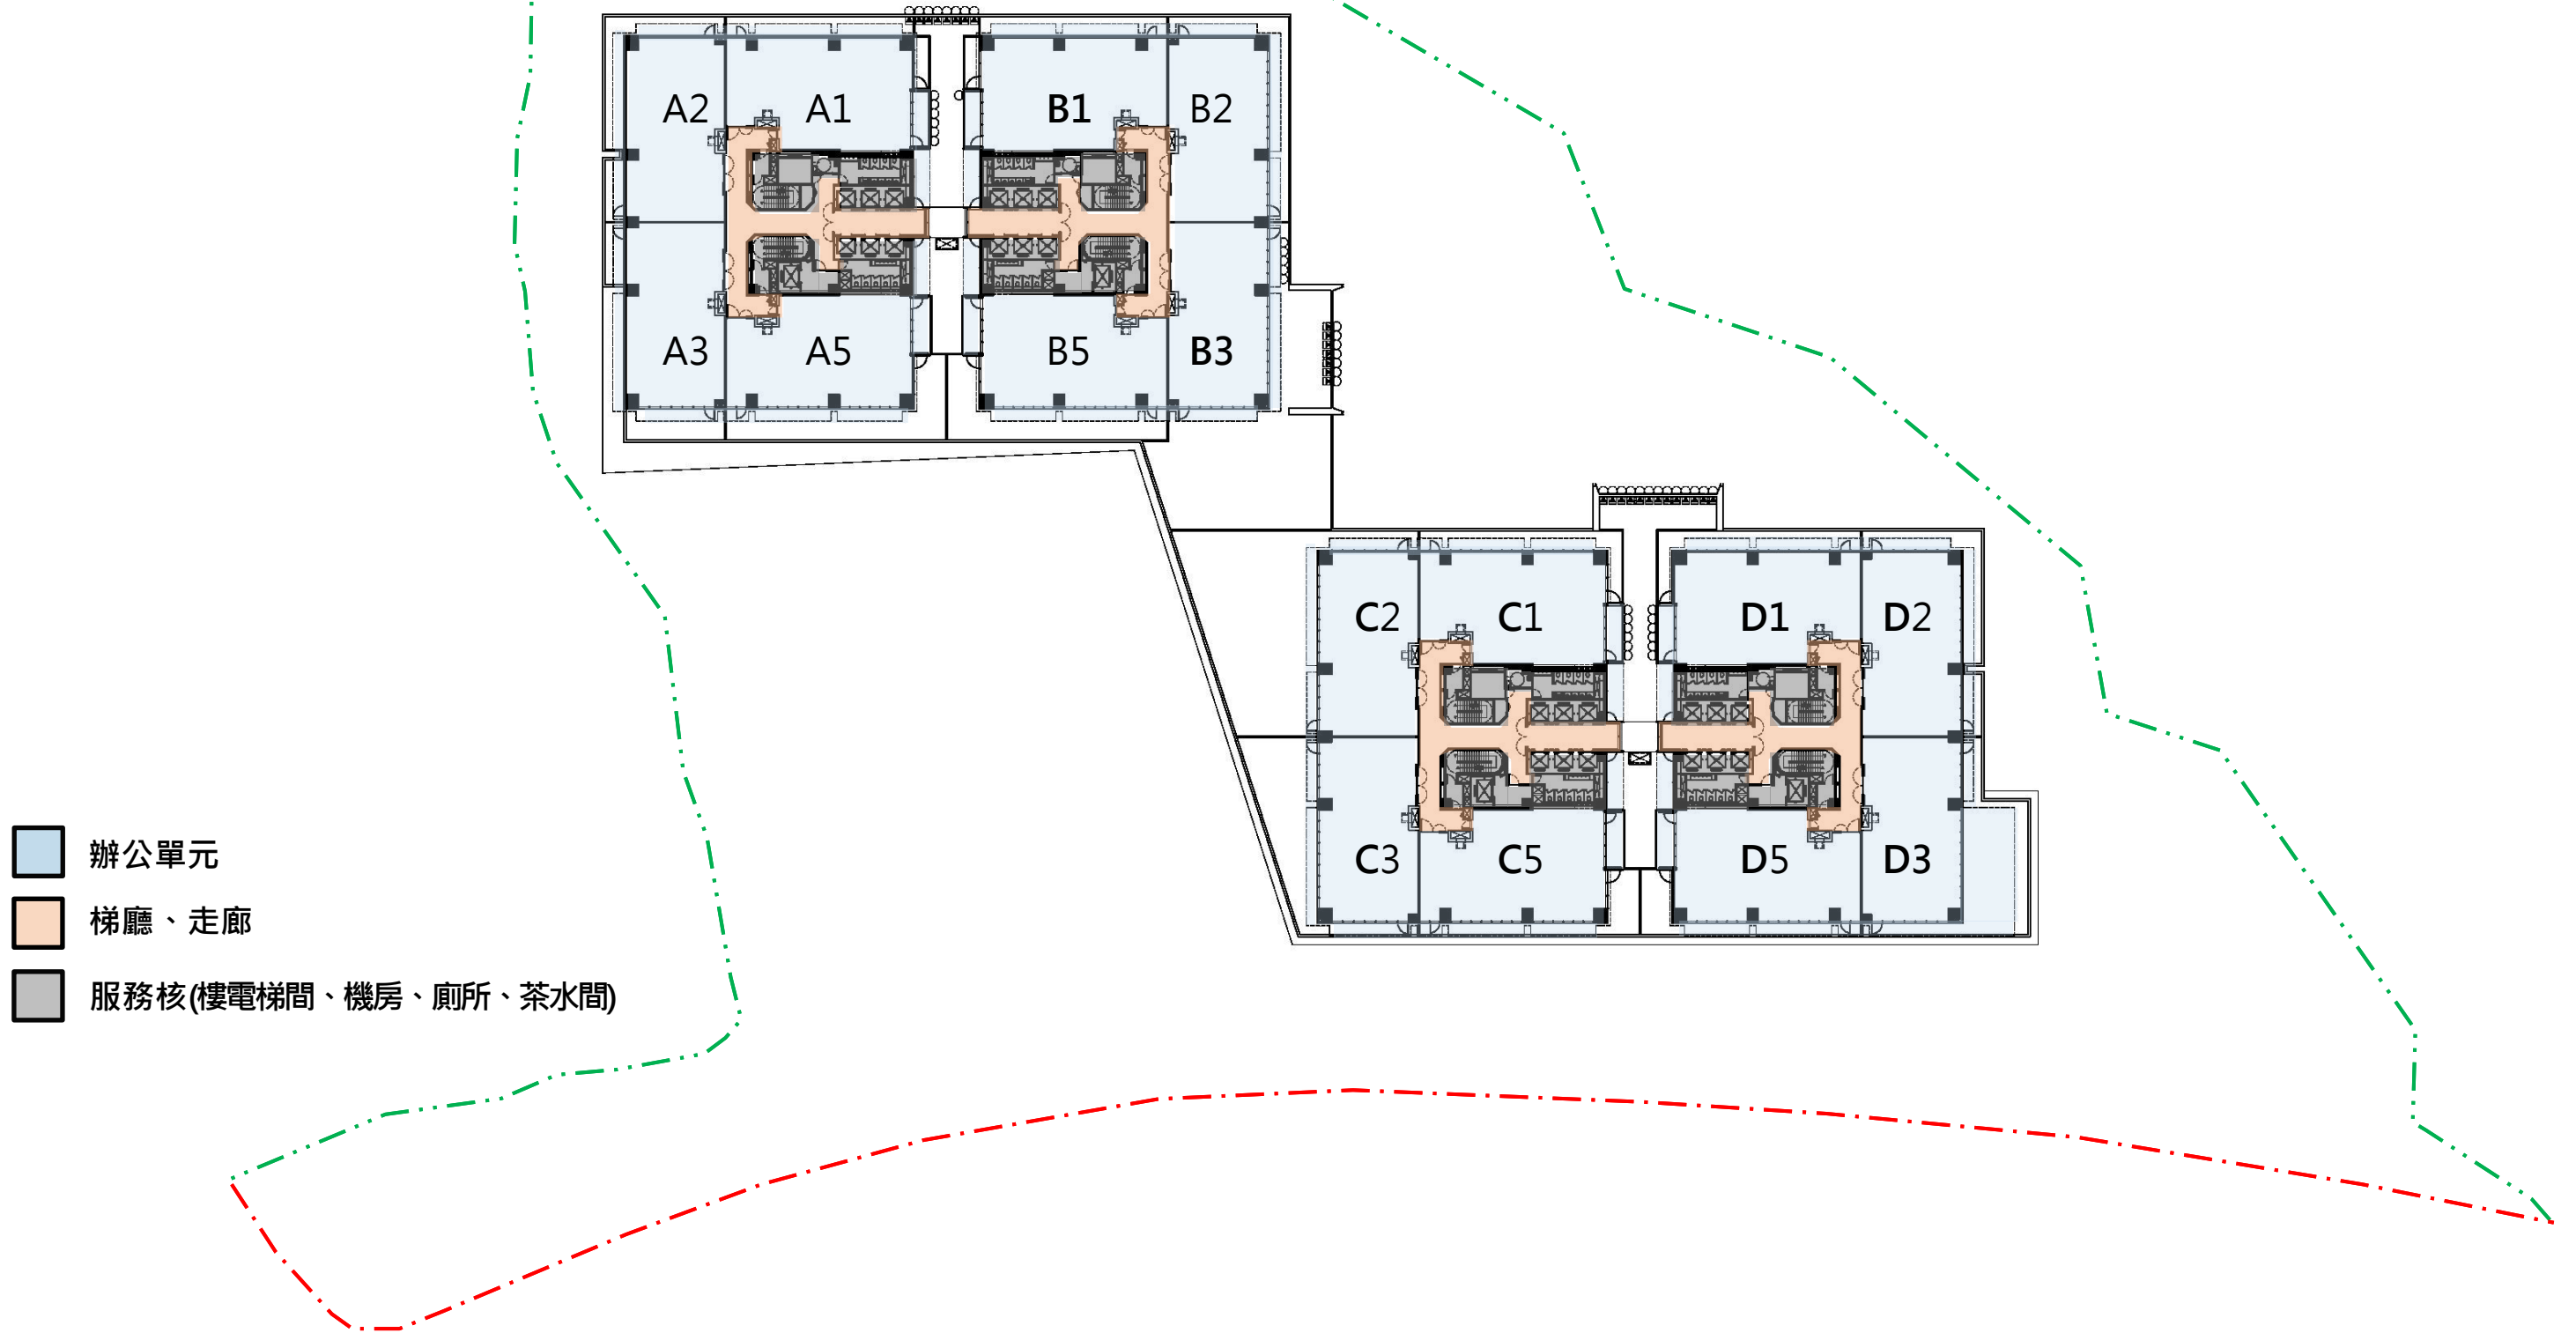 A2
A1
B1
B2
A3
A5
B5
B3
C2
C1
D1
D2
C3
C5
D5
D3
辦公單元
梯廳、走廊
服務核(樓電梯間、機房、廁所、茶水間)